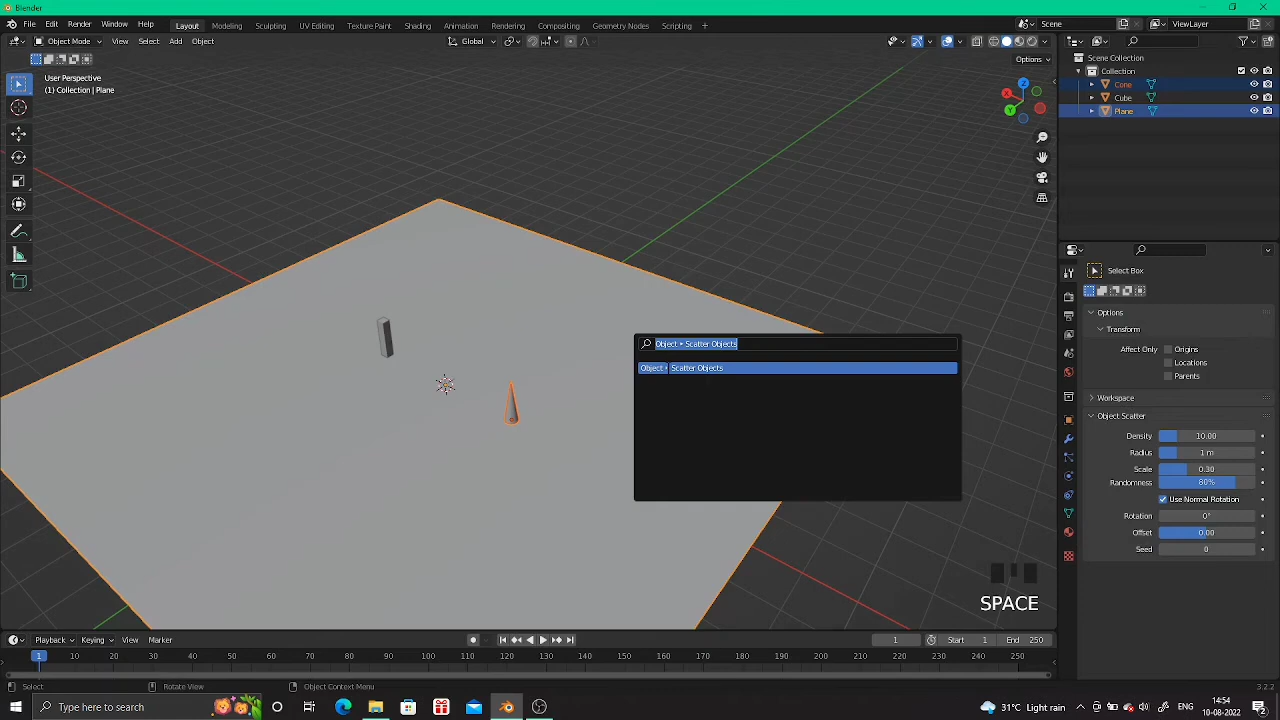 Blender
File Edit Render Window Help Layout Modeling Sculpting UV Editing Texture Paint Shading Animation Rendering Compositing Geometry Nodes Scripting + Scene ViewLayer
Object Mode View Select Add Object Global
Options
User Perspective
(1) Collection | Plane
Z
X
Y
Scene Collection
Collection
Cone
Cube
Plane
Object ▸ Scatter Objects
Object ▸ Scatter Objects
Select Box
Options
Transform
Affect Only Origins
Locations
Parents
Workspace
Object Scatter
Density 10.00
Radius 1 m
Scale 0.30
Randomness 80%
Use Normal Rotation
Rotation 0°
Offset 0.00
Seed 0
SPACE
Playback Keying View Marker 1 Start 1 End 250
1 10 20 30 40 50 60 70 80 90 100 110 120 130 140 150 160 170 180 190 200 210 220 230 240 250
Select Rotate View Object Context Menu 3.2.2
Type here to search 31°C Light rain ENG 14:54
10-08-2022